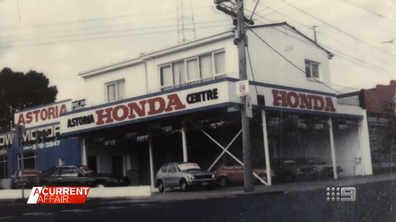 ASTORIA
ASTORIA HONDA CENTRE
HONDA
A CURRENT
AFFAIR
9